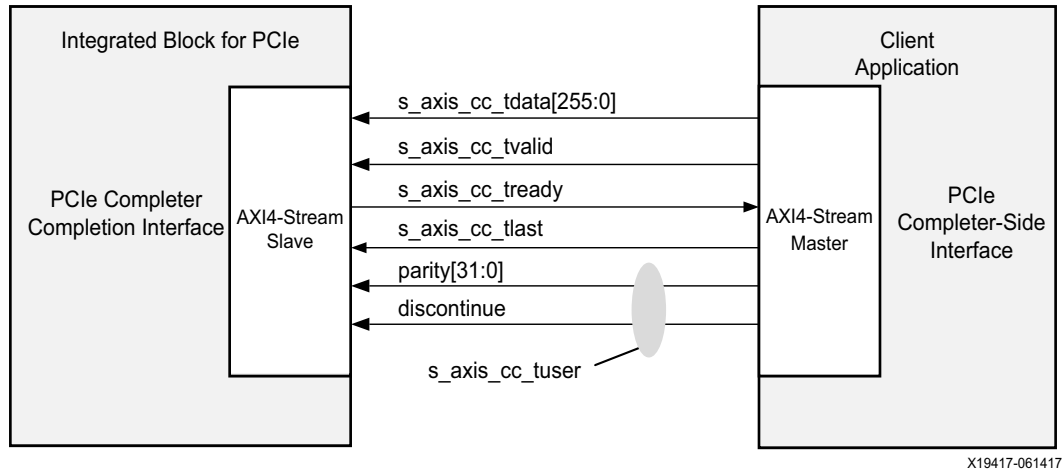 Integrated Block for PCIe
Client
Application
s_axis_cc_tdata[255:0]
s_axis_cc_tvalid
s_axis_cc_tready
s_axis_cc_tlast
parity[31:0]
discontinue
s_axis_cc_tuser
PCIe Completer
Completion Interface
AXI4-Stream
Slave
AXI4-Stream
Master
PCIe
Completer-Side
Interface
X19417-061417